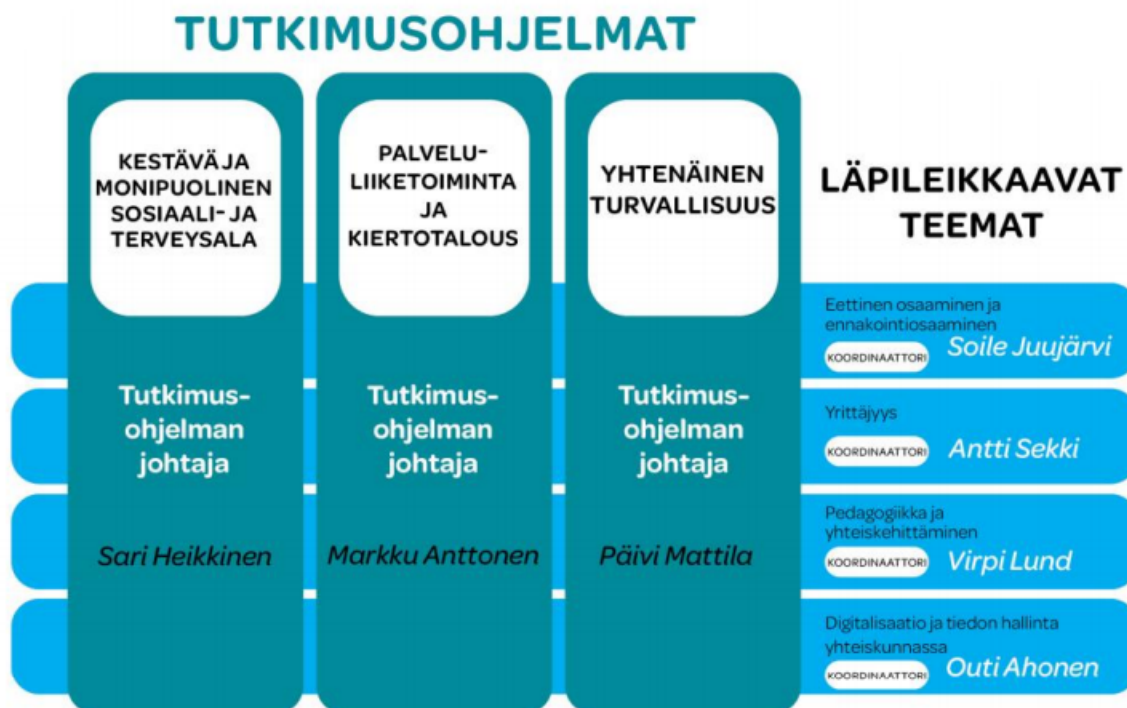 TUTKIMUSOHJELMAT
KESTÄVÄ JA
MONIPUOLINEN
SOSIAALI- JA
TERVEYSALA
Tutkimus-
ohjelman
johtaja
Sari Heikkinen
PALVELU-
LIIKETOIMINTA
JA
KIERTOTALOUS
Tutkimus-
ohjelman
johtaja
Markku Anttonen
YHTENÄINEN
TURVALLISUUS
Tutkimus-
ohjelman
johtaja
Päivi Mattila
LÄPILEIKKAAVAT
TEEMAT
Eettinen osaaminen ja
ennakointiosaaminen
KOORDINAATTORI Soile Juujärvi
Yrittäjyys
KOORDINAATTORI Antti Sekki
Pedagogiikka ja
yhteiskehittäminen
KOORDINAATTORI Virpi Lund
Digitalisaatio ja tiedon hallinta
yhteiskunnassa
KOORDINAATTORI Outi Ahonen